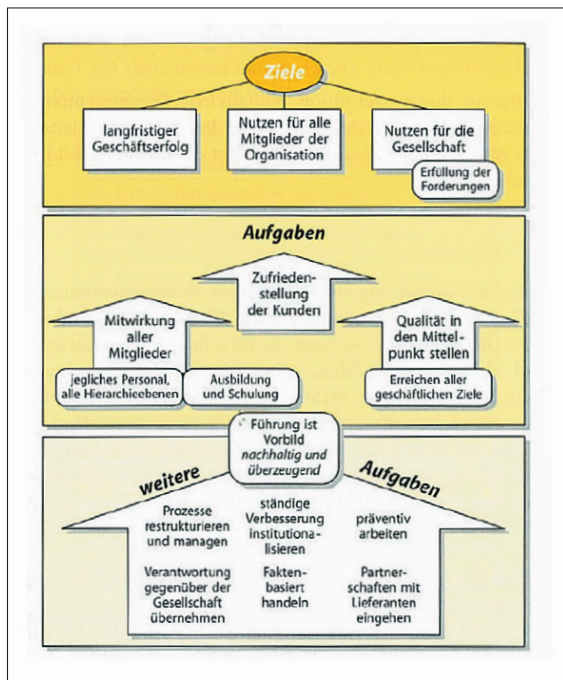 Ziele
langfristiger
Geschäftserfolg
Nutzen für alle
Mitglieder der
Organisation
Nutzen für die
Gesellschaft
Erfüllung der
Forderungen
Aufgaben
Zufrieden-
stellung
der Kunden
Mitwirkung
aller
Mitglieder
Qualität in
den Mittel-
punkt stellen
jegliches Personal,
alle Hierarchieebenen
Ausbildung
und Schulung
Erreichen aller
geschäftlichen Ziele
Führung ist
Vorbild
nachhaltig und
überzeugend
weitere
Aufgaben
Prozesse
restrukturieren
und managen
ständige
Verbesserung
institutiona-
lisieren
präventiv
arbeiten
Verantwortung
gegenüber der
Gesellschaft
übernehmen
Fakten-
basiert
handeln
Partner-
schaften mit
Lieferanten
eingehen